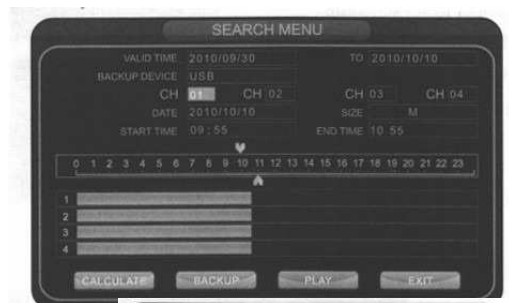 SEARCH MENU
VALID TIME 2010/09/30 TO 2010/10/10
BACKUP DEVICE USB
CH 01 CH 02 CH 03 CH 04
DATE 2010/10/10 SIZE M
START TIME 09:55 END TIME 10 55
0 1 2 3 4 5 6 7 8 9 10 11 12 13 14 15 16 17 18 19 20 21 22 23
1
2
3
4
CALCULATE BACKUP PLAY EXIT